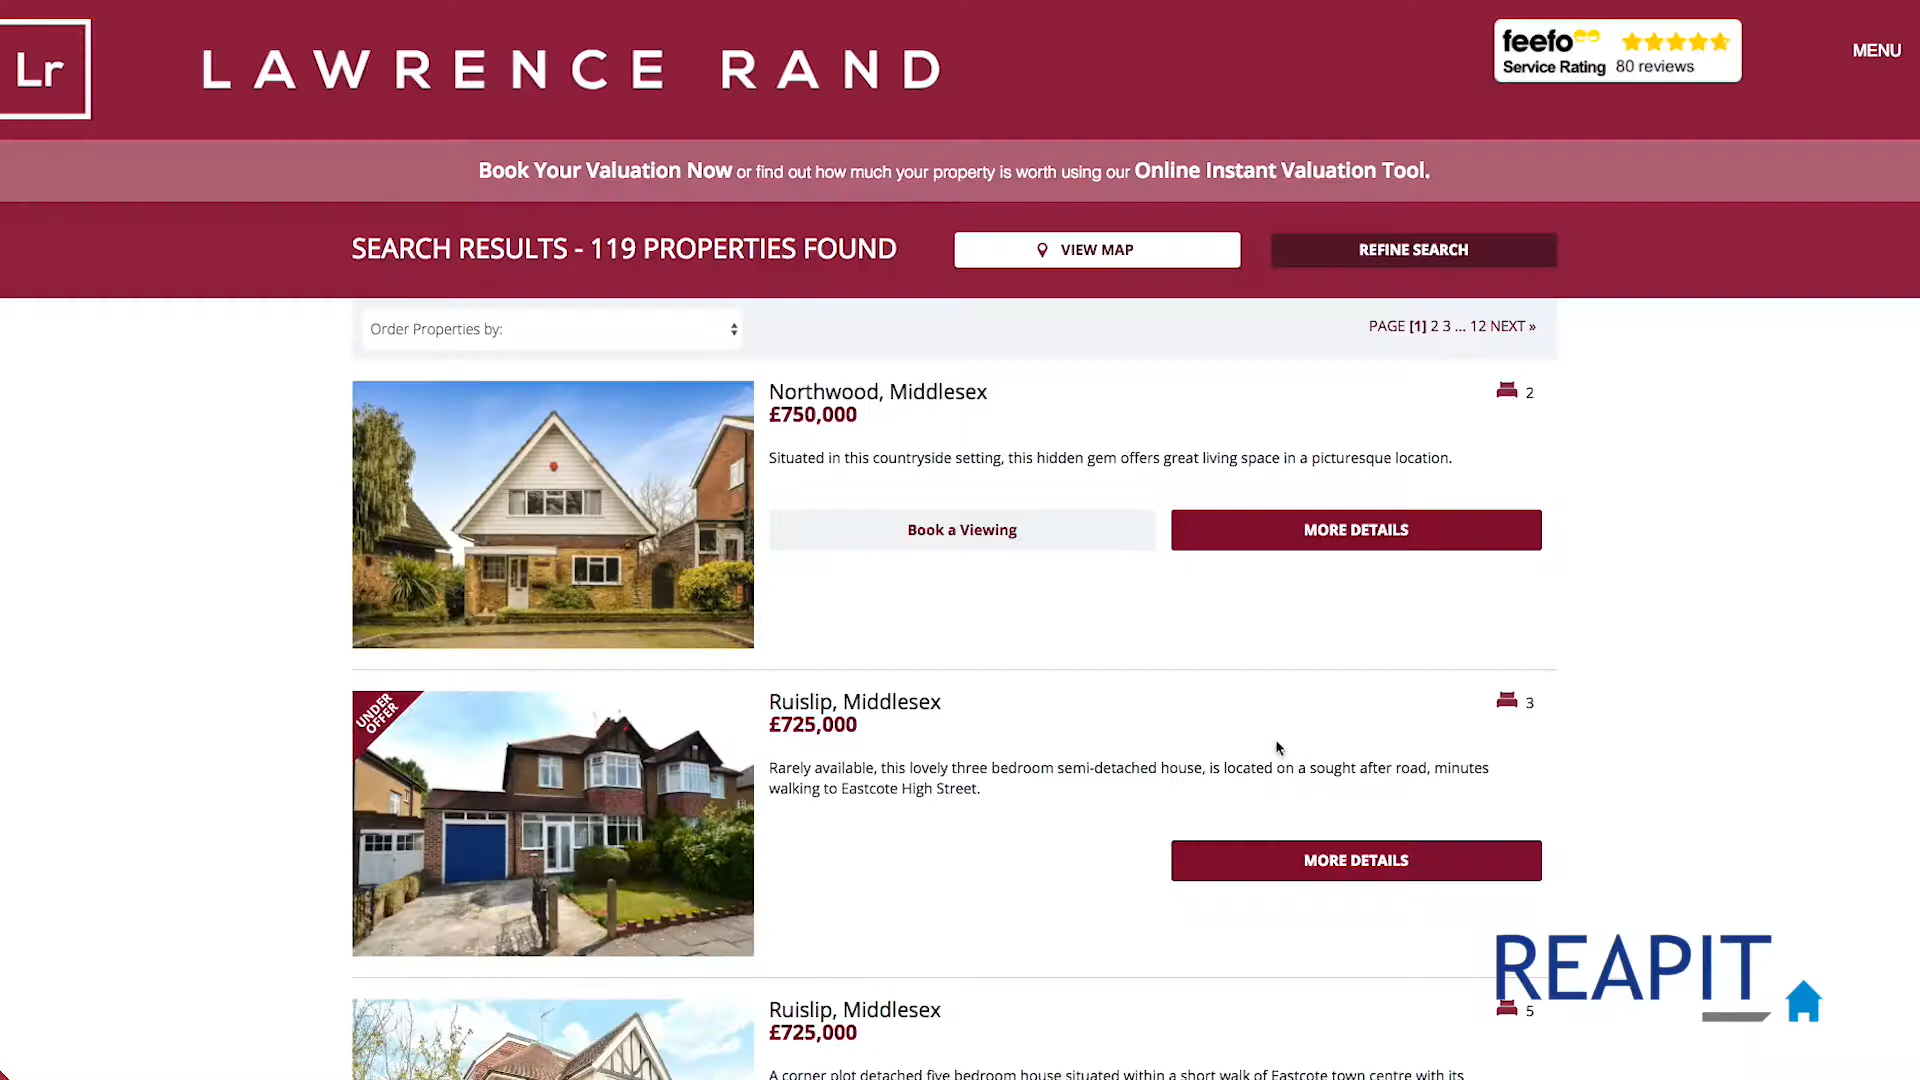 Lr
LAWRENCE RAND
feefo
Service Rating 80 reviews
MENU
Book Your Valuation Now or find out how much your property is worth using our Online Instant Valuation Tool.
SEARCH RESULTS - 119 PROPERTIES FOUND
VIEW MAP
REFINE SEARCH
Order Properties by:
PAGE [1] 2 3 ... 12 NEXT »
Northwood, Middlesex
2
£750,000
Situated in this countryside setting, this hidden gem offers great living space in a picturesque location.
Book a Viewing
MORE DETAILS
UNDER
OFFER
Ruislip, Middlesex
3
£725,000
Rarely available, this lovely three bedroom semi-detached house, is located on a sought after road, minutes
walking to Eastcote High Street.
MORE DETAILS
REAPIT
Ruislip, Middlesex
5
£725,000
A corner plot detached five bedroom house situated within a short walk of Eastcote town centre with its